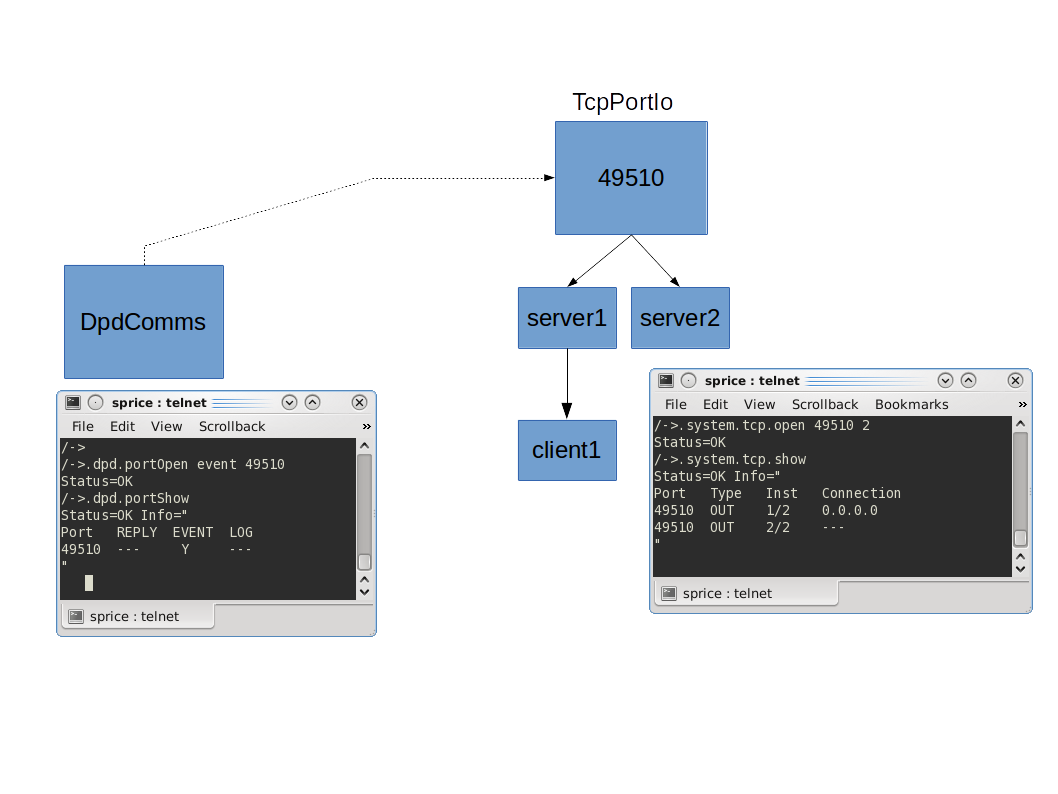 TcpPortIo
49510
DpdComms
server1
server2
client1
sprice : telnet
File Edit View Scrollback »
/->
/->.dpd.portOpen event 49510
Status=OK
/->.dpd.portShow
Status=OK Info="
Port   REPLY  EVENT  LOG
49510  ---     Y     ---
"
sprice : telnet
sprice : telnet
File Edit View Scrollback Bookmarks »
/->.system.tcp.open 49510 2
Status=OK
/->.system.tcp.show
Status=OK Info="
Port   Type   Inst   Connection
49510  OUT    1/2    0.0.0.0
49510  OUT    2/2    ---
"
sprice : telnet